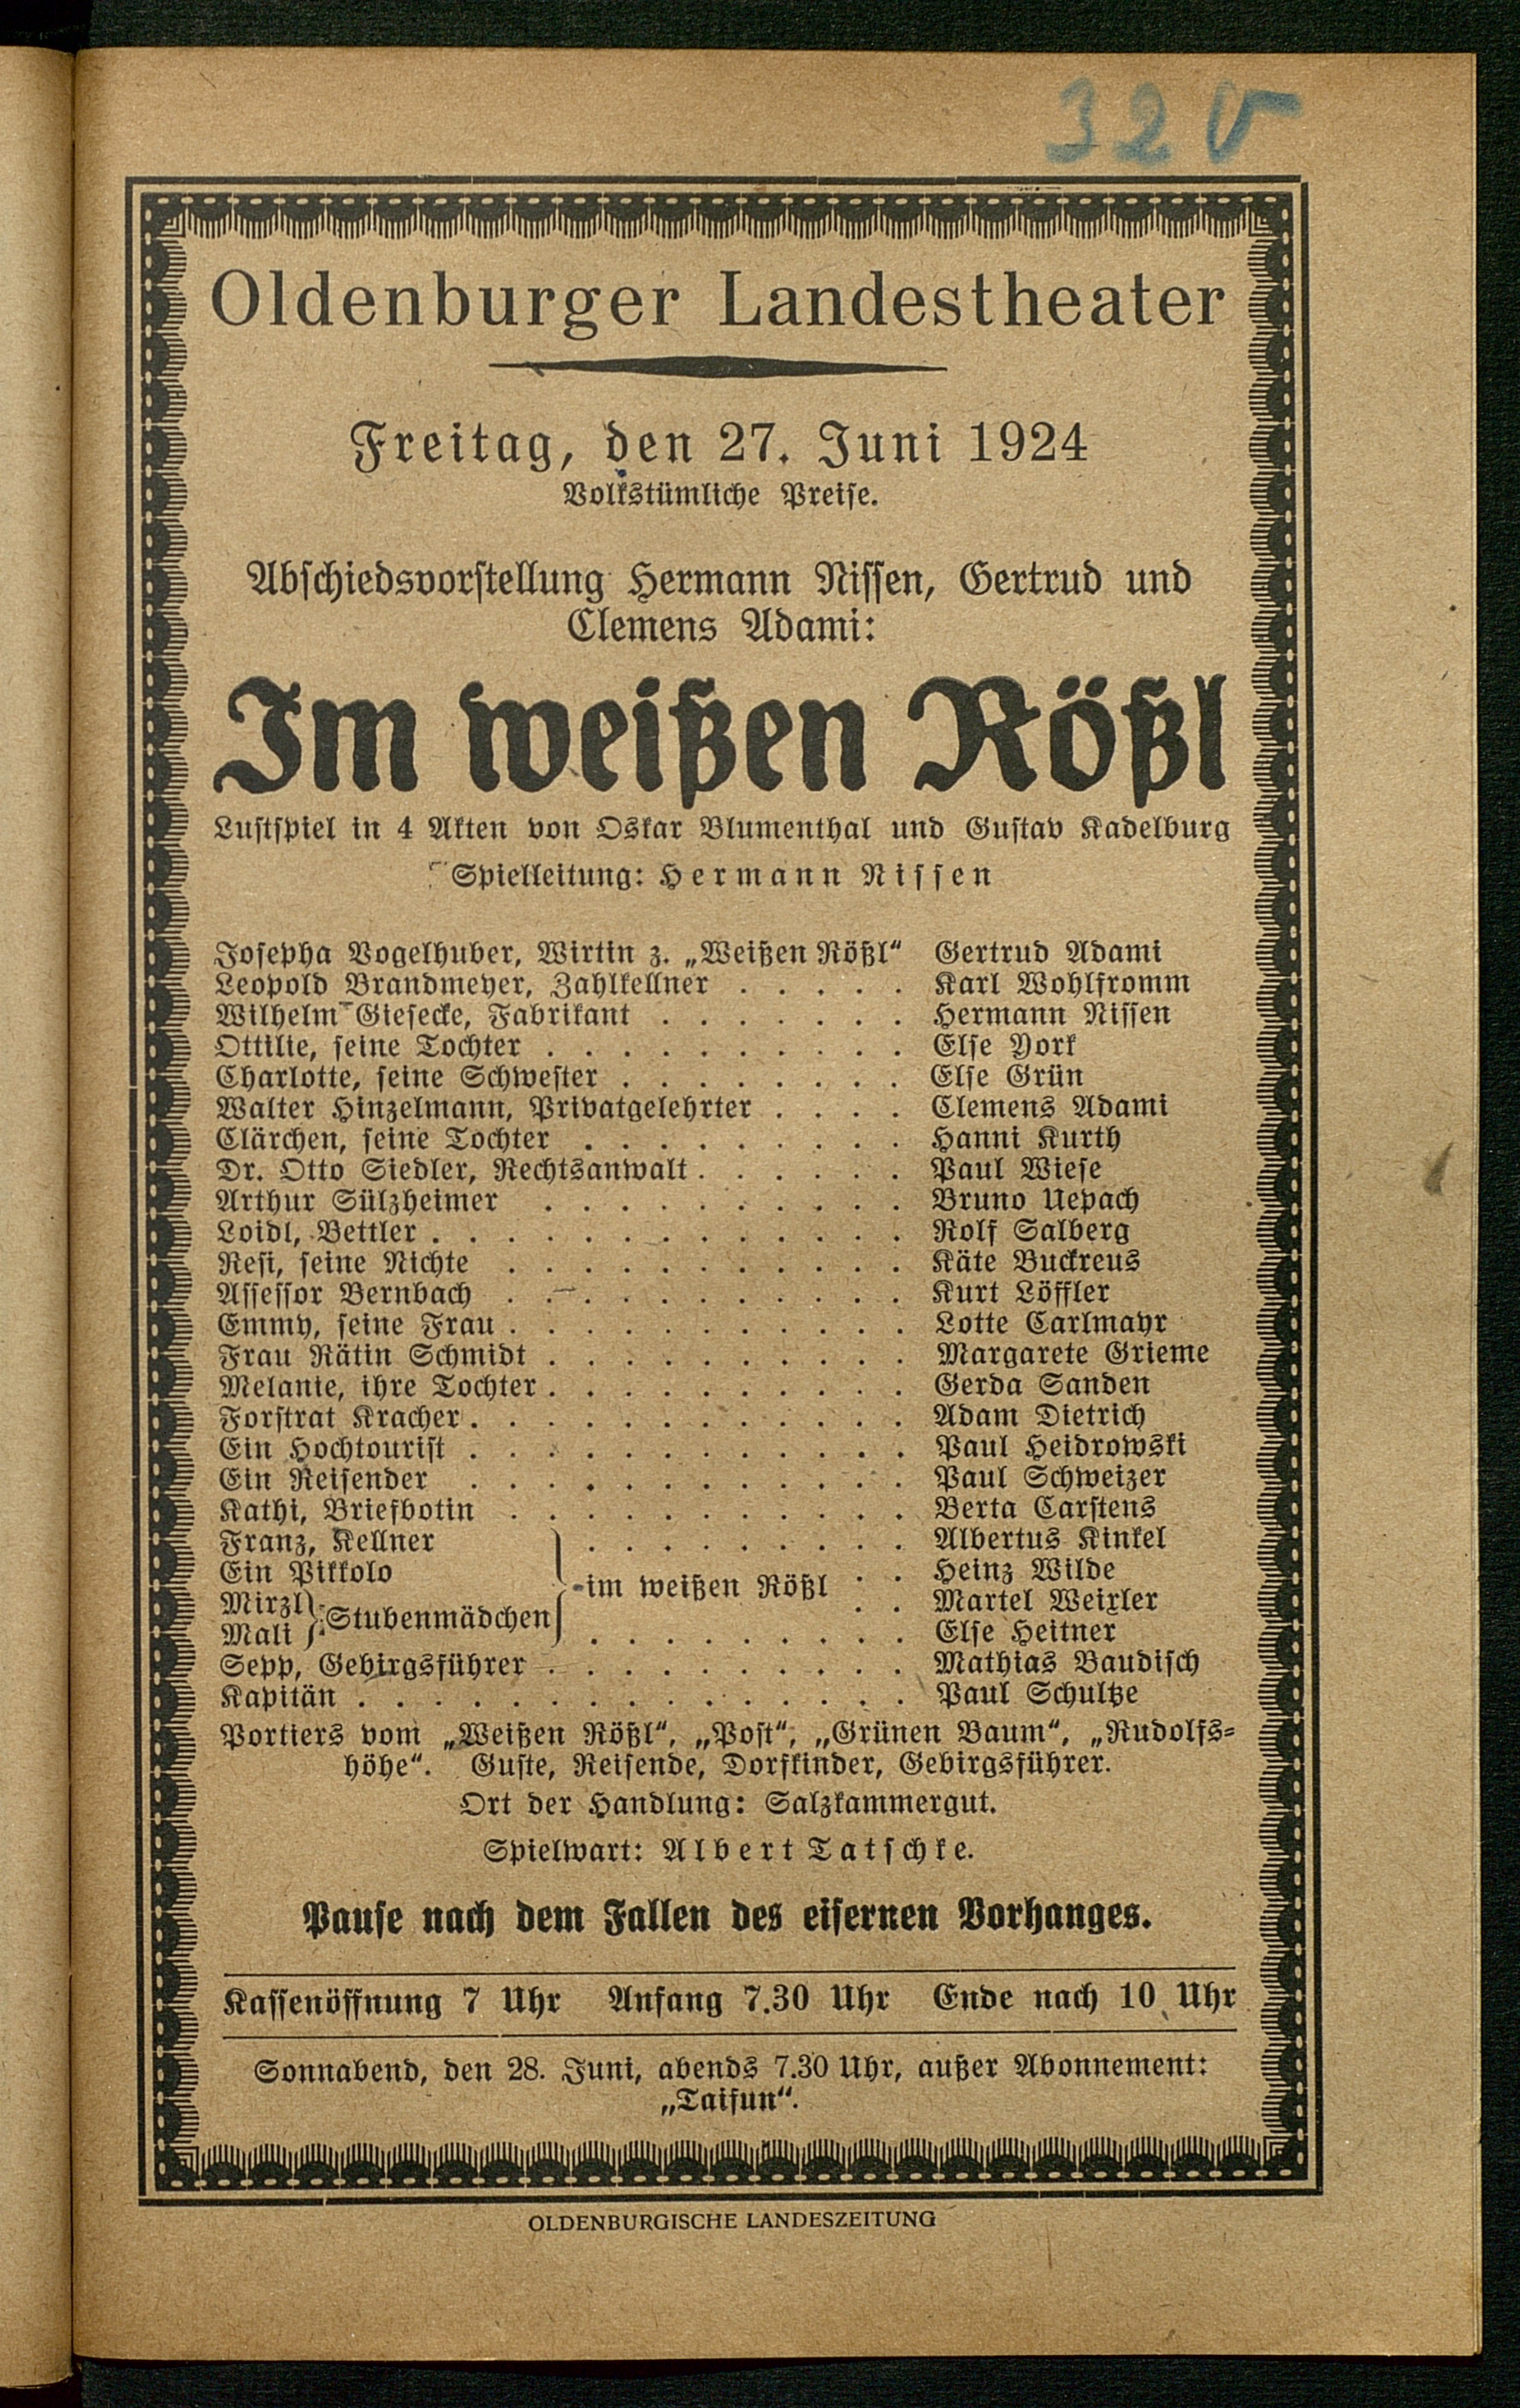 32 V
Oldenburger Landestheater
Freitag, den 27. Juni 1924
Volkstümliche Preise.
Abschiedsvorstellung Hermann Nissen, Gertrud und
Clemens Adami:
Im weißen Rößl
Lustspiel in 4 Akten von Oskar Blumenthal und Gustav Kadelburg
Spielleitung: Hermann Nissen
Josepha Vogelhuber, Wirtin z. „Weißen Rößl“ Gertrud Adami
Leopold Brandmeyer, Zahlkellner . . . . . Karl Wohlfromm
Wilhelm Giesecke, Fabrikant . . . . . . . Hermann Nissen
Ottilie, seine Tochter . . . . . . . . . . Else York
Charlotte, seine Schwester . . . . . . . . Else Grün
Walter Hinzelmann, Privatgelehrter . . . . Clemens Adami
Clärchen, seine Tochter . . . . . . . . . Hanni Kurth
Dr. Otto Siedler, Rechtsanwalt . . . . . . Paul Wiese
Arthur Sülzheimer . . . . . . . . . . Bruno Uepach
Loidl, Bettler . . . . . . . . . . . . . Rolf Salberg
Resi, seine Nichte . . . . . . . . . . . Käte Buckreus
Assessor Bernbach . . . . . . . . . . . Kurt Löffler
Emmy, seine Frau . . . . . . . . . . . Lotte Carlmayr
Frau Rätin Schmidt . . . . . . . . . . Margarete Grieme
Melanie, ihre Tochter . . . . . . . . . . Gerda Sanden
Forstrat Kracher . . . . . . . . . . . . Adam Dietrich
Ein Hochtourist . . . . . . . . . . . . Paul Heidrowski
Ein Reisender . . . . . . . . . . . . Paul Schweizer
Kathi, Briefbotin . . . . . . . . . . . Berta Carstens
Franz, Kellner . . . . . . . . . Albertus Kinkel
Ein Pikkolo im weißen Rößl . . Heinz Wilde
Mirzl Stubenmädchen . . Martel Weixler
Mali . . . . . . . . . Else Heitner
Sepp, Gebirgsführer . . . . . . . . . . Mathias Baudisch
Kapitän . . . . . . . . . . . . . . . Paul Schultze
Portiers vom „Weißen Rößl“, „Post“, „Grünen Baum“, „Rudolfs-
höhe“. Guste, Reisende, Dorfkinder, Gebirgsführer.
Ort der Handlung: Salzkammergut.
Spielwart: Albert Tatschke.
Pause nach dem Fallen des eisernen Vorhanges.
Kassenöffnung 7 Uhr Anfang 7.30 Uhr Ende nach 10 Uhr
Sonnabend, den 28. Juni, abends 7.30 Uhr, außer Abonnement:
„Taifun“.
OLDENBURGISCHE LANDESZEITUNG